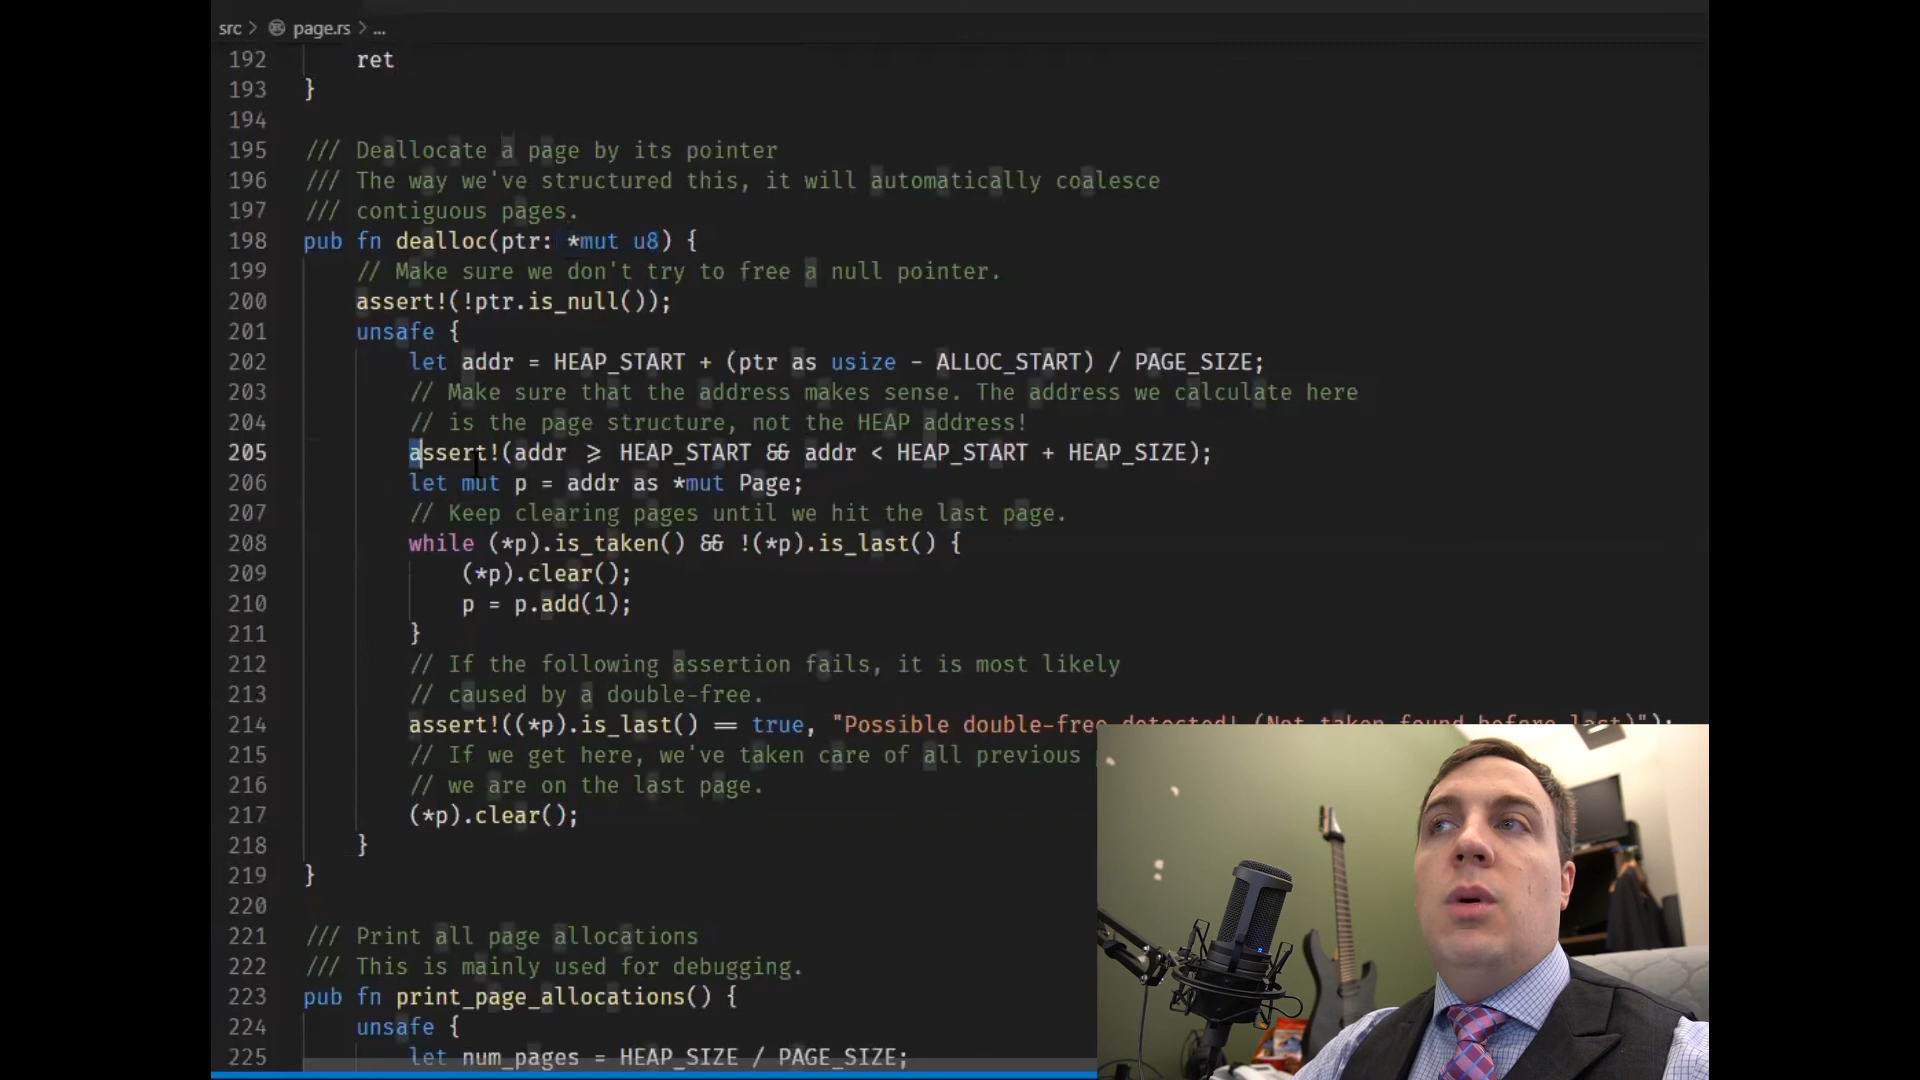 src > page.rs > ...
192 ret
193 }
194
195 /// Deallocate a page by its pointer
196 /// The way we've structured this, it will automatically coalesce
197 /// contiguous pages.
198 pub fn dealloc(ptr: *mut u8) {
199 // Make sure we don't try to free a null pointer.
200 assert!(!ptr.is_null());
201 unsafe {
202 let addr = HEAP_START + (ptr as usize - ALLOC_START) / PAGE_SIZE;
203 // Make sure that the address makes sense. The address we calculate here
204 // is the page structure, not the HEAP address!
205 assert!(addr >= HEAP_START && addr < HEAP_START + HEAP_SIZE);
206 let mut p = addr as *mut Page;
207 // Keep clearing pages until we hit the last page.
208 while (*p).is_taken() && !(*p).is_last() {
209 (*p).clear();
210 p = p.add(1);
211 }
212 // If the following assertion fails, it is most likely
213 // caused by a double-free.
214 assert!((*p).is_last() == true, "Possible double-free detected! (Not taken found before last)");
215 // If we get here, we've taken care of all previous
216 // we are on the last page.
217 (*p).clear();
218 }
219 }
220
221 /// Print all page allocations
222 /// This is mainly used for debugging.
223 pub fn print_page_allocations() {
224 unsafe {
225 let num_pages = HEAP_SIZE / PAGE_SIZE;